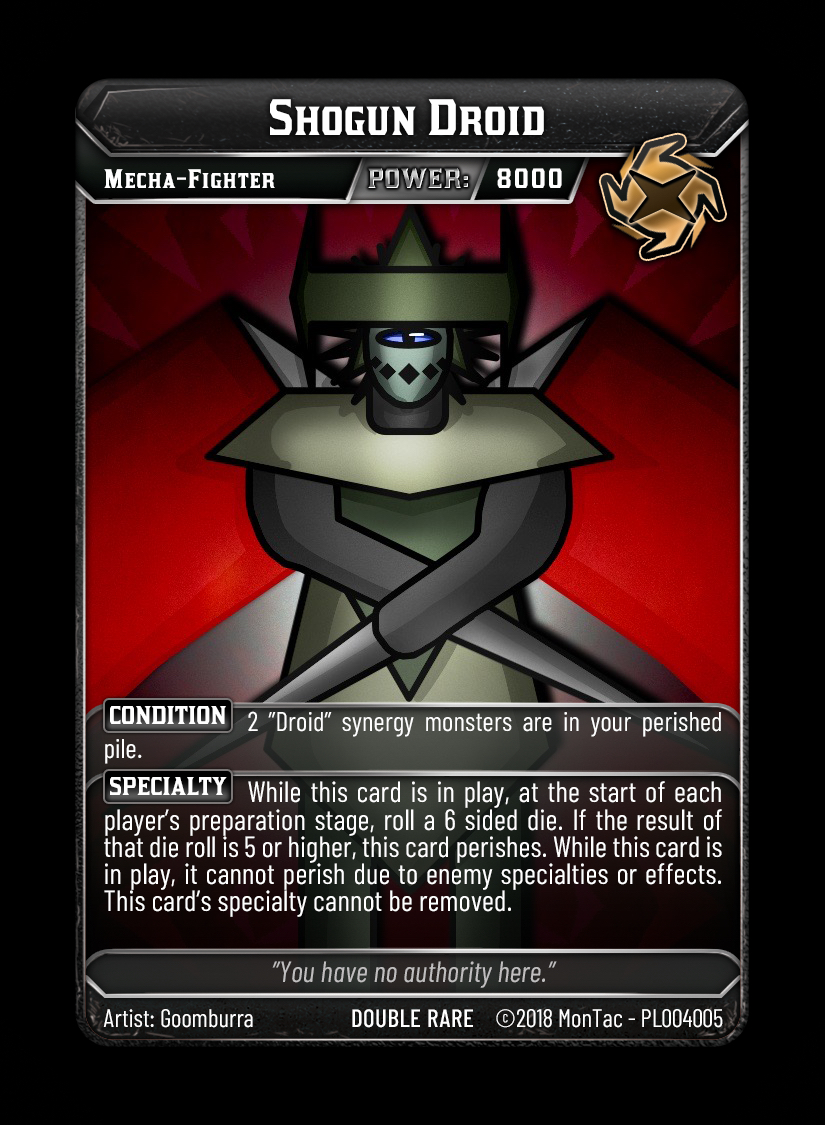 Shogun Droid
Mecha-Fighter
POWER:
8000
CONDITION 2 "Droid" synergy monsters are in your perished
pile.
SPECIALTY While this card is in play, at the start of each
player's preparation stage, roll a 6 sided die. If the result of
that die roll is 5 or higher, this card perishes. While this card is
in play, it cannot perish due to enemy specialties or effects.
This card's specialty cannot be removed.
"You have no authority here."
Artist: Goomburra
DOUBLE RARE
©2018 MonTac - PL004005